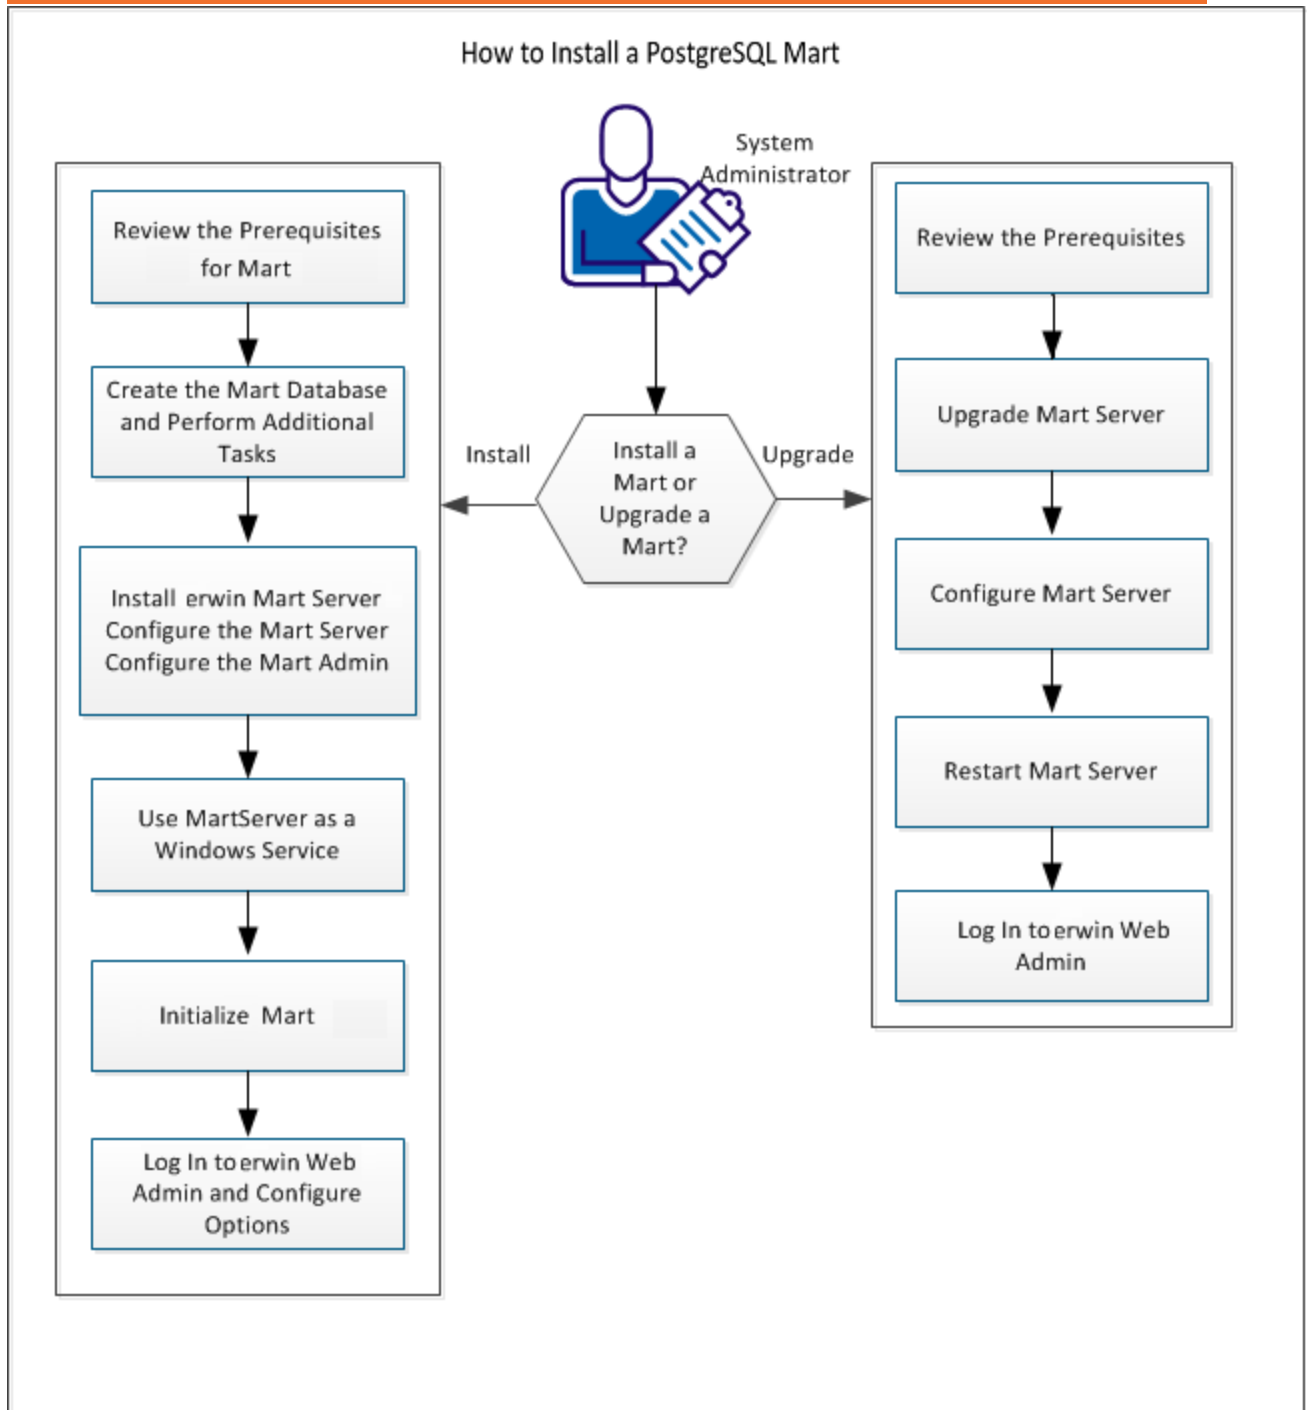 How to Install a PostgreSQL Mart
System
Administrator
Review the Prerequisites
for Mart
Create the Mart Database
and Perform Additional
Tasks
Install erwin Mart Server
Configure the Mart Server
Configure the Mart Admin
Use MartServer as a
Windows Service
Initialize Mart
Log In to erwin Web
Admin and Configure
Options
Install
Install a
Mart or
Upgrade a
Mart?
Upgrade
Review the Prerequisites
Upgrade Mart Server
Configure Mart Server
Restart Mart Server
Log In to erwin Web
Admin